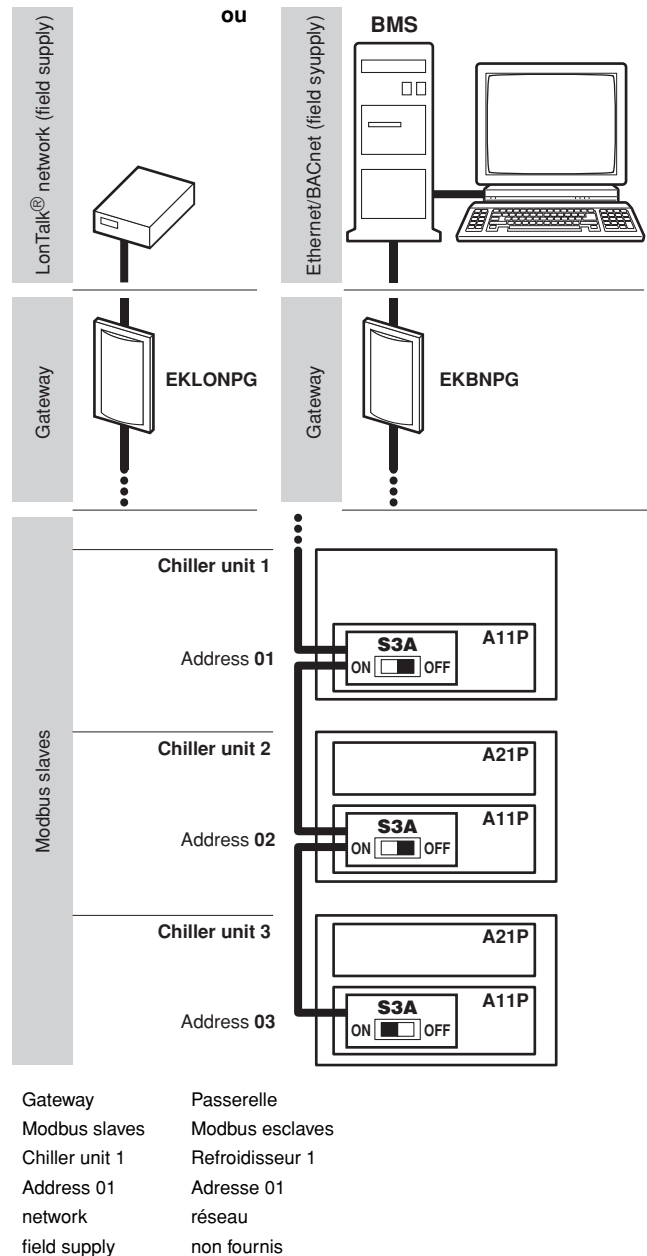 ou
BMS
LonTalk® network (field supply)
Ethernet/BACnet (field syupply)
Gateway
EKLONPG
Gateway
EKBNPG
Modbus slaves
Chiller unit 1
A11P
S3A
Address 01
ON OFF
Chiller unit 2
A21P
A11P
S3A
Address 02
ON OFF
Chiller unit 3
A21P
A11P
S3A
Address 03
ON OFF
Gateway Passerelle
Modbus slaves Modbus esclaves
Chiller unit 1 Refroidisseur 1
Address 01 Adresse 01
network réseau
field supply non fournis